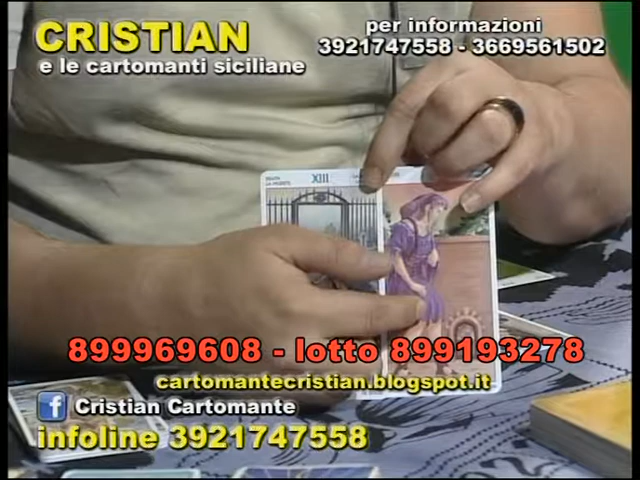 CRISTIAN
e le cartomanti siciliane
per informazioni
3921747558 - 3669561502
XIII
899969608 - lotto 899193278
cartomantecristian.blogspot.it
f Cristian Cartomante
infoline 3921747558